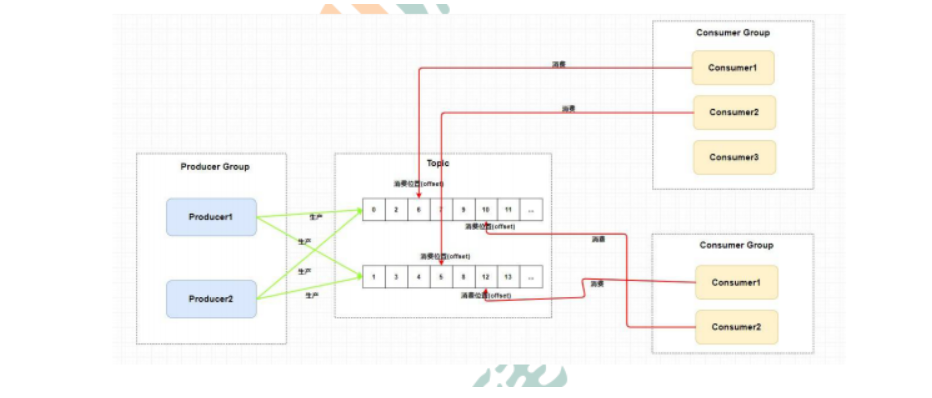 Consumer Group
Consumer1
消费
Consumer2
消费
Consumer3
Producer Group
Producer1
Producer2
生产
生产
生产
生产
Topic
消费位置(offset)
0 2 6 7 9 10 11 ...
消费位置(offset)
消费位置(offset)
1 3 4 5 8 12 13 ...
消费位置(offset)
消费
消费
Consumer Group
Consumer1
Consumer2